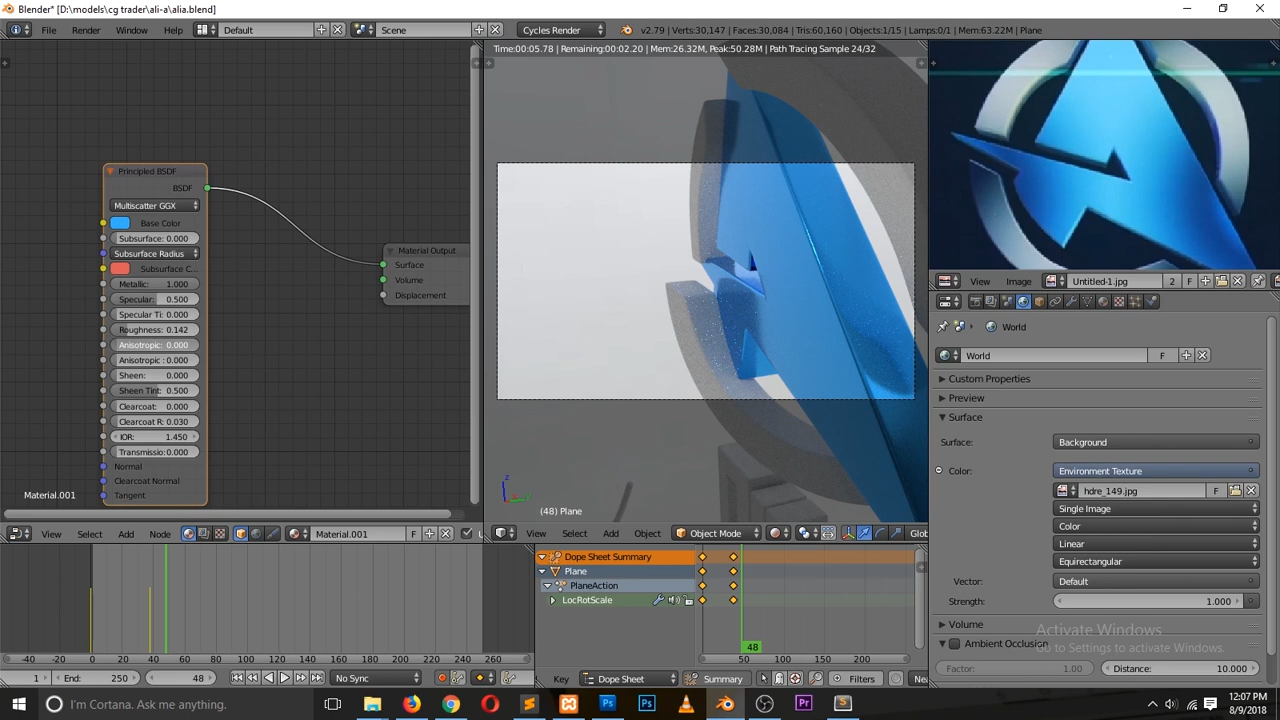 Blender* [D:\models\cg trader\ali-a\alia.blend]
File Render Window Help Default Scene Cycles Render v2.79 | Verts:30,147 | Faces:30,084 | Tris:60,160 | Objects:1/15 | Lamps:0/1 | Mem:63.22M | Plane
Time:00:05.78 | Remaining:00:02.20 | Mem:26.32M, Peak:50.28M | Path Tracing Sample 24/32
Principled BSDF
BSDF
Multiscatter GGX
Base Color
Subsurface: 0.000
Subsurface Radius
Subsurface C...
Metallic: 1.000
Specular: 0.500
Specular Ti: 0.000
Roughness: 0.142
Anisotropic: 0.000
Anisotropic : 0.000
Sheen: 0.000
Sheen Tint: 0.500
Clearcoat: 0.000
Clearcoat R: 0.030
IOR: 1.450
Transmissio: 0.000
Normal
Clearcoat Normal
Tangent
Material.001
Material Output
Surface
Volume
Displacement
View Select Add Node Material.001 F
z
(48) Plane
View Select Add Object Object Mode Glob
View Image Untitled-1.jpg 2 F
World
World F
Custom Properties
Preview
Surface
Surface: Background
Color: Environment Texture
hdre_149.jpg F
Single Image
Color
Linear
Equirectangular
Vector: Default
Strength: 1.000
Volume
Ambient Occlusion
Factor: 1.00 Distance: 10.000
Activate Windows
Go to Settings to activate Windows.
-40 -20 0 20 40 60 80 100 120 140 160 180 200 220 240 260
1 End: 250 48 No Sync
Dope Sheet Summary
Plane
PlaneAction
LocRotScale
48
50 100 150 200
Key Dope Sheet Summary Filters Nea
I'm Cortana. Ask me anything.
12:07 PM
8/9/2018